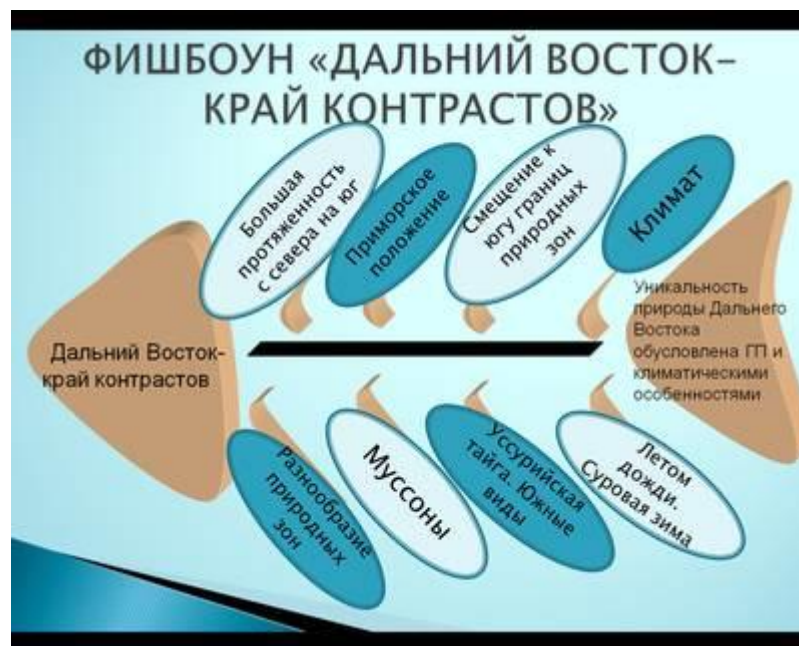 ФИШБОУН «ДАЛЬНИЙ ВОСТОК–
КРАЙ КОНТРАСТОВ»
Большая
протяженность
с севера на юг
Приморское
положение
Смещение к
югу границ
природных
зон
Климат
Дальний Восток-
край контрастов
Уникальность
природы Дальнего
Востока
обусловлена ГП и
климатическими
особенностями
Разнообразие
природных
зон
Муссоны
Уссурийская
тайга. Южные
виды
Летом
дожди.
Суровая зима